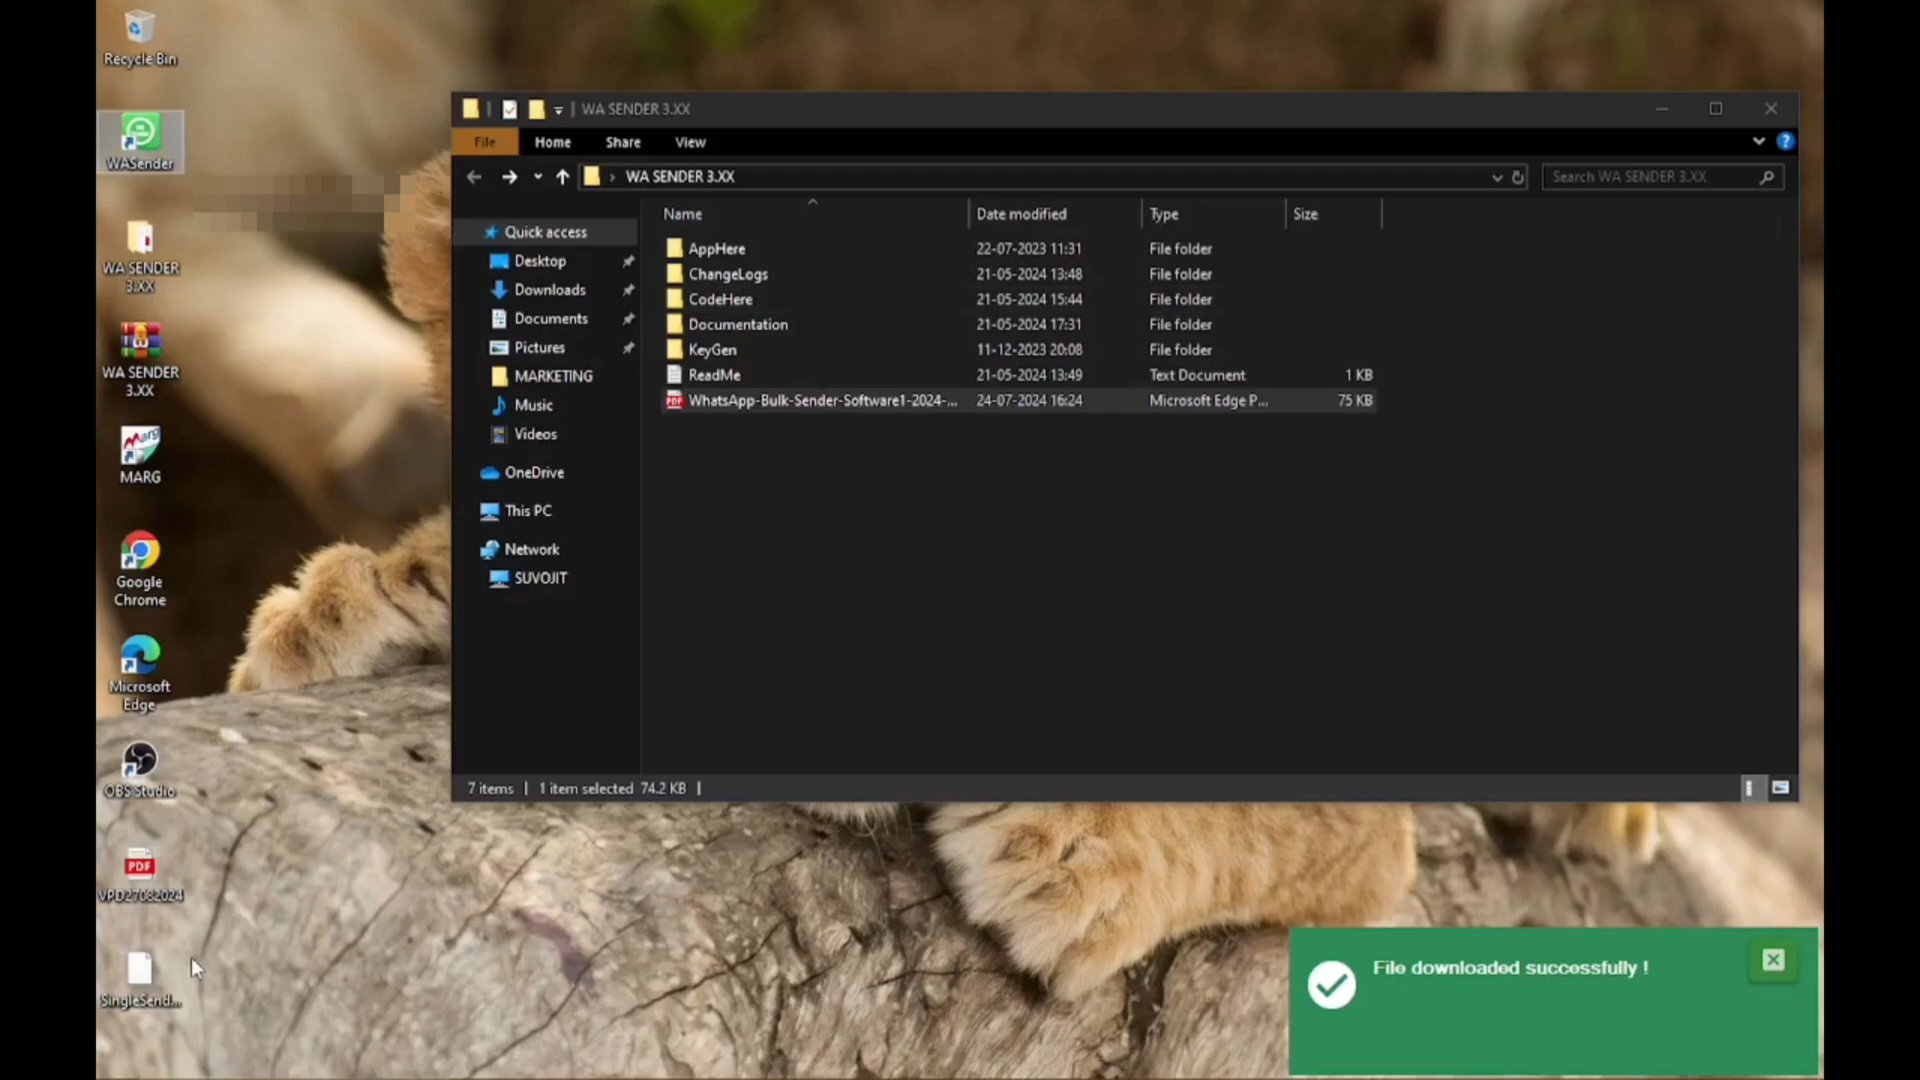 Recycle Bin
WASender
WA SENDER
3.XX
WA SENDER
3.XX
MARG
Google
Chrome
Microsoft
Edge
OBS Studio
PDF
VPD27082024
SingleSend...
WA SENDER 3.XX
File Home Share View
WA SENDER 3.XX
Search WA SENDER 3.XX
Quick access
Desktop
Downloads
Documents
Pictures
MARKETING
Music
Videos
OneDrive
This PC
Network
SUVOJIT
Name Date modified Type Size
AppHere 22-07-2023 11:31 File folder
ChangeLogs 21-05-2024 13:48 File folder
CodeHere 21-05-2024 15:44 File folder
Documentation 21-05-2024 17:31 File folder
KeyGen 11-12-2023 20:08 File folder
ReadMe 21-05-2024 13:49 Text Document 1 KB
PDF WhatsApp-Bulk-Sender-Software1-2024-... 24-07-2024 16:24 Microsoft Edge P... 75 KB
7 items 1 item selected 74.2 KB
File downloaded successfully !